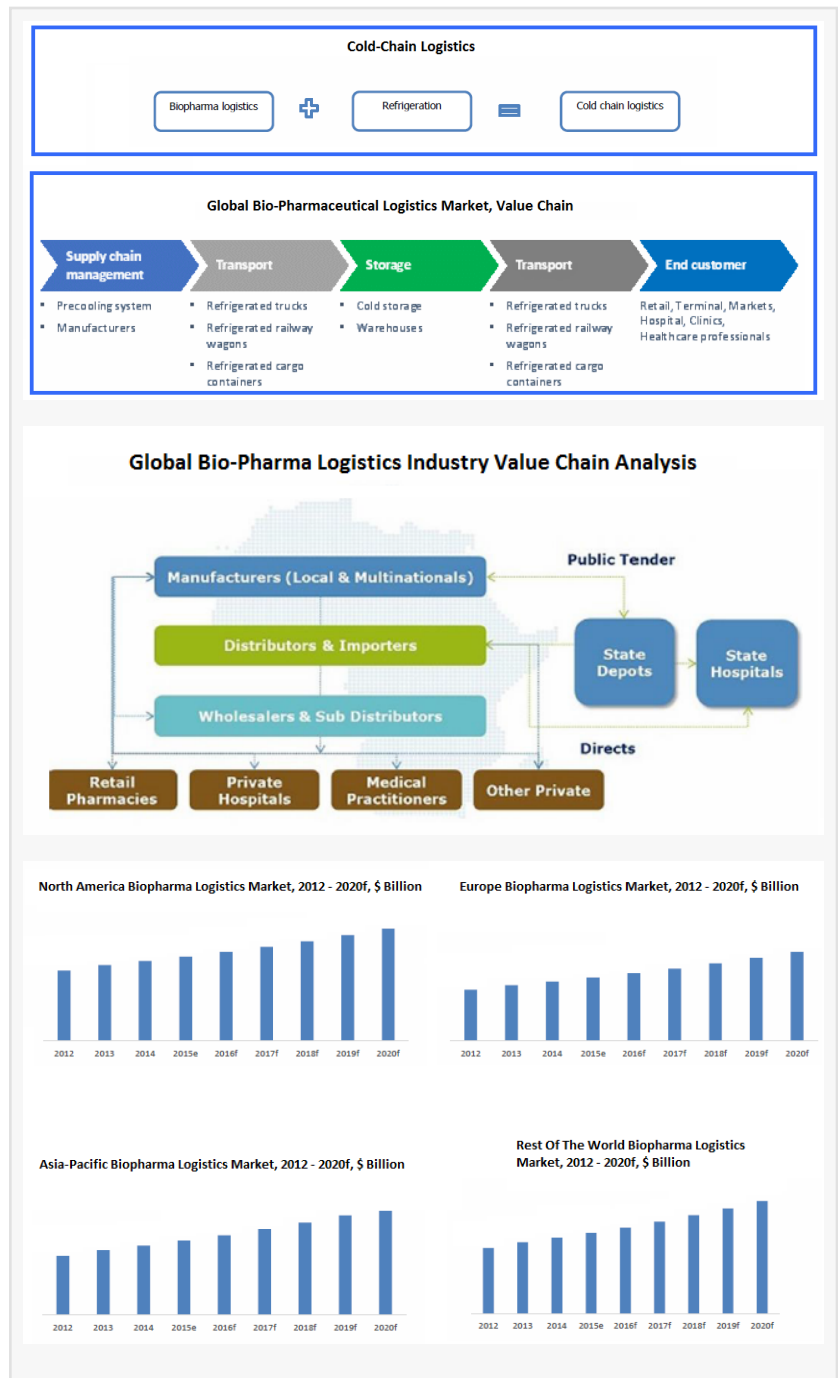 Cold-Chain Logistics
Biopharma logistics
Refrigeration
Cold chain logistics
Global Bio-Pharmaceutical Logistics Market, Value Chain
Supply chain
management
Transport
Storage
Transport
End customer
▪ Precooling system
▪ Manufacturers
▪ Refrigerated trucks
▪ Refrigerated railway
wagons
▪ Refrigerated cargo
containers
▪ Cold storage
▪ Warehouses
▪ Refrigerated trucks
▪ Refrigerated railway
wagons
▪ Refrigerated cargo
containers
Retail, Terminal, Markets,
Hospital, Clinics,
Healthcare professionals
Global Bio-Pharma Logistics Industry Value Chain Analysis
Public Tender
Manufacturers (Local & Multinationals)
Distributors & Importers
State
Depots
State
Hospitals
Wholesalers & Sub Distributors
Directs
Retail
Pharmacies
Private
Hospitals
Medical
Practitioners
Other Private
North America Biopharma Logistics Market, 2012 - 2020f, $ Billion
2012 2013 2014 2015e 2016f 2017f 2018f 2019f 2020f
Europe Biopharma Logistics Market, 2012 - 2020f, $ Billion
2012 2013 2014 2015e 2016f 2017f 2018f 2019f 2020f
Asia-Pacific Biopharma Logistics Market, 2012 - 2020f, $ Billion
2012 2013 2014 2015e 2016f 2017f 2018f 2019f 2020f
Rest Of The World Biopharma Logistics
Market, 2012 - 2020f, $ Billion
2012 2013 2014 2015e 2016f 2017f 2018f 2019f 2020f